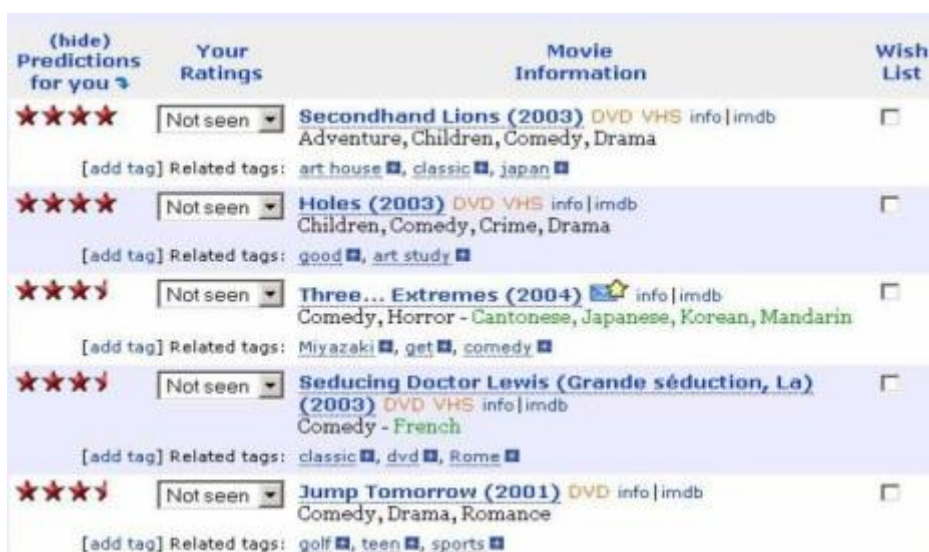 (hide) Predictions for you
Your Ratings
Movie Information
Wish List
Not seen Secondhand Lions (2003) DVD VHS info|imdb
Adventure, Children, Comedy, Drama
[add tag] Related tags: art house, classic, japan
Not seen Holes (2003) DVD VHS info|imdb
Children, Comedy, Crime, Drama
[add tag] Related tags: good, art study
Not seen Three... Extremes (2004) info|imdb
Comedy, Horror - Cantonese, Japanese, Korean, Mandarin
[add tag] Related tags: Miyazaki, get, comedy
Not seen Seducing Doctor Lewis (Grande séduction, La)
(2003) DVD VHS info|imdb
Comedy - French
[add tag] Related tags: classic, dvd, Rome
Not seen Jump Tomorrow (2001) DVD info|imdb
Comedy, Drama, Romance
[add tag] Related tags: golf, teen, sports